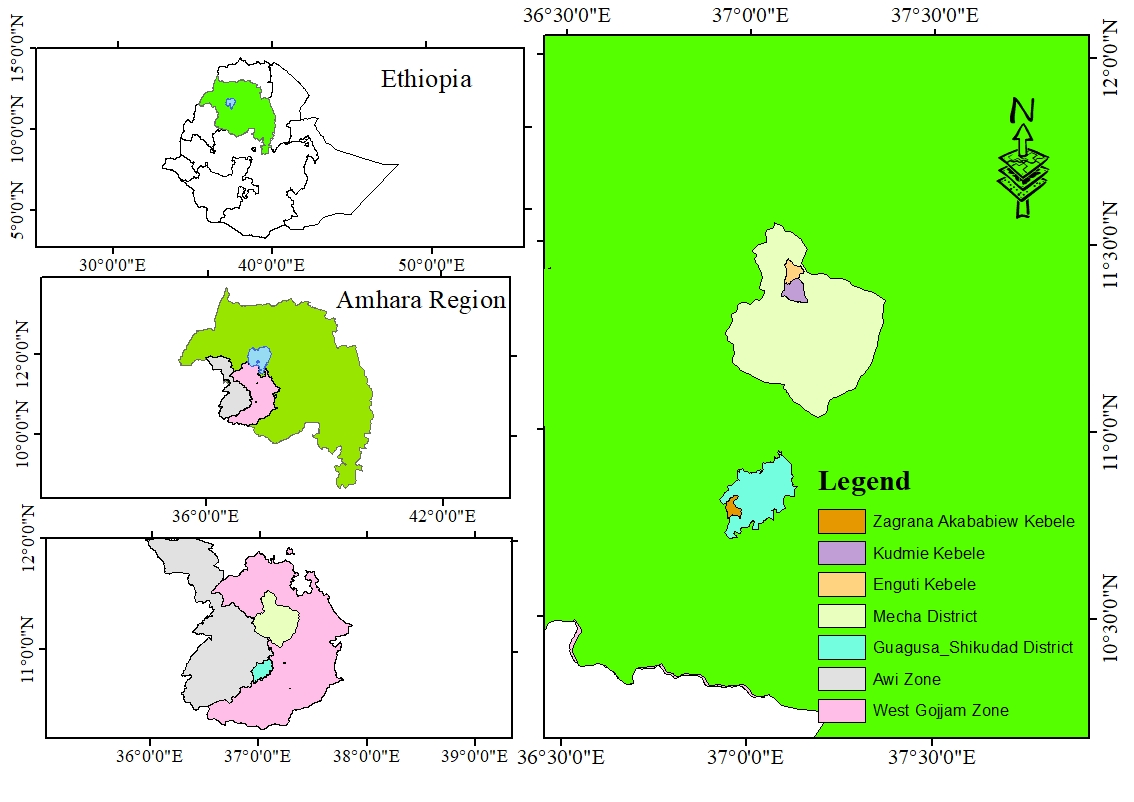 36°30'0"E 37°0'0"E 37°30'0"E
15°0'0"N
10°0'0"N
5°0'0"N
Ethiopia
30°0'0"E 40°0'0"E 50°0'0"E
12°0'0"N
10°0'0"N
Amhara Region
36°0'0"E 42°0'0"E
12°0'0"N
11°0'0"N
36°0'0"E 37°0'0"E 38°0'0"E 39°0'0"E
N
12°0'0"N
11°30'0"N
11°0'0"N
10°30'0"N
Legend
Zagrana Akababiew Kebele
Kudmie Kebele
Enguti Kebele
Mecha District
Guagusa_Shikudad District
Awi Zone
West Gojjam Zone
36°30'0"E 37°0'0"E 37°30'0"E